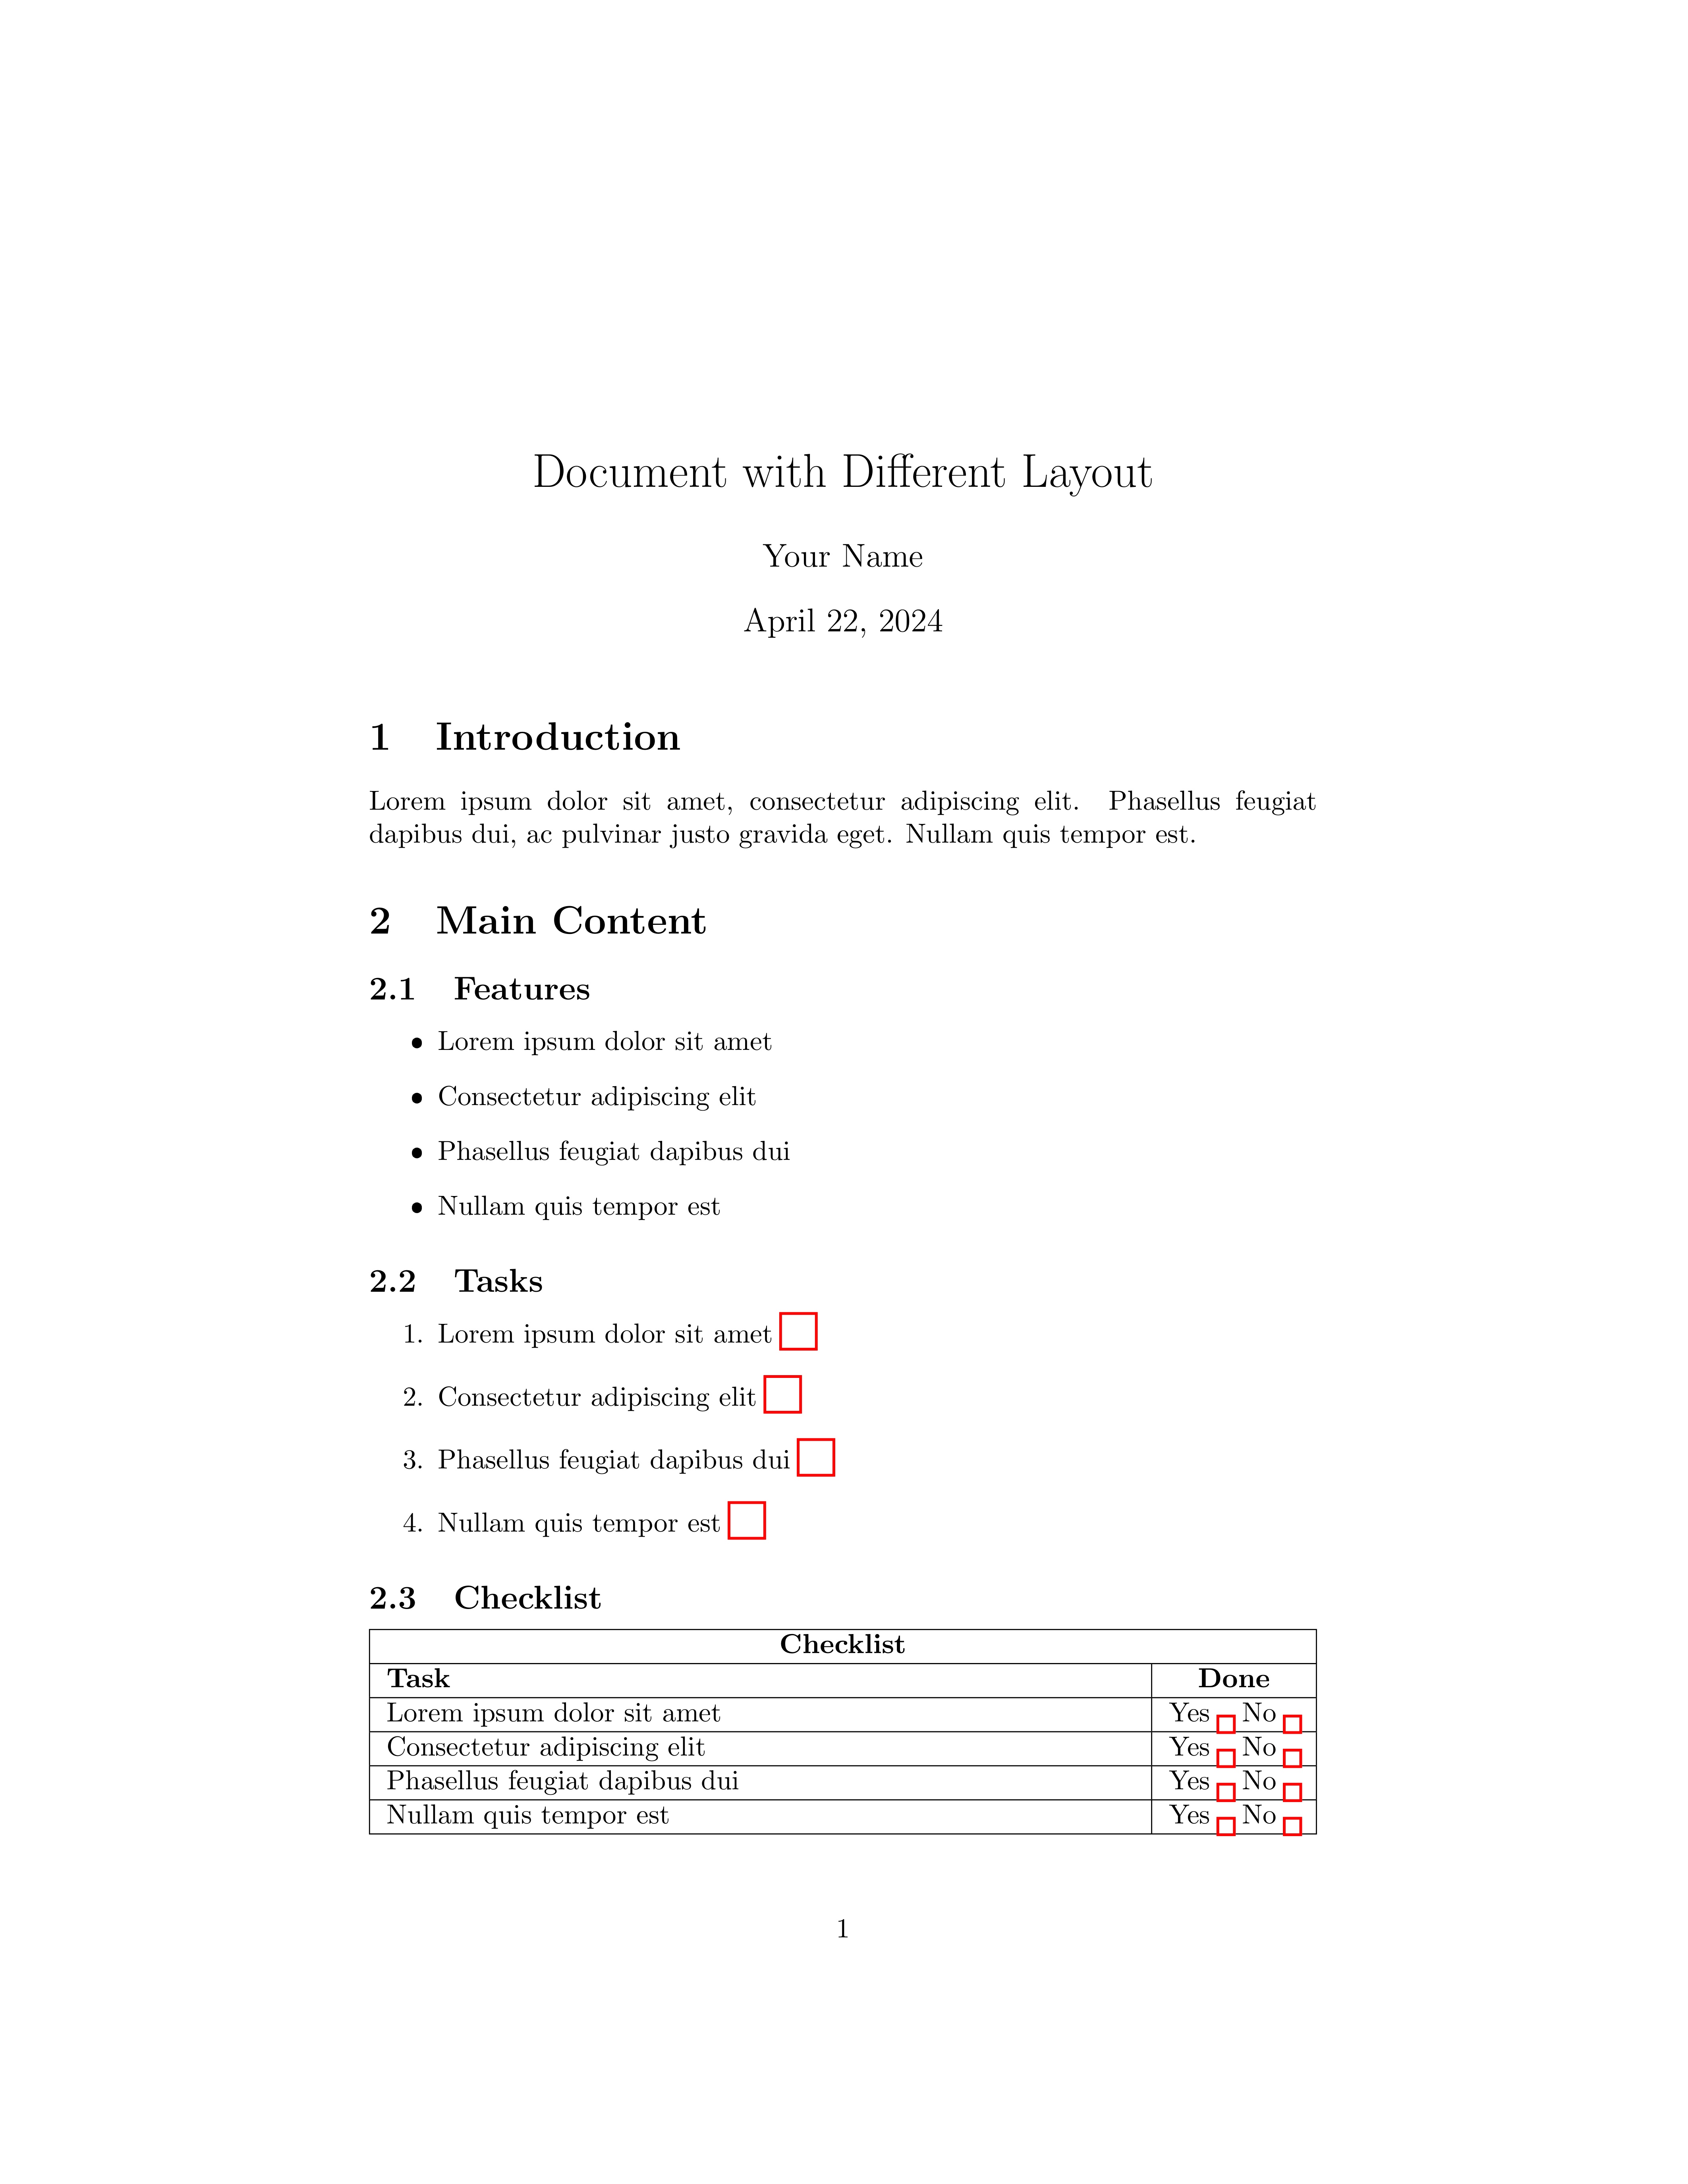 Document with Different Layout
Your Name
April 22, 2024
1 Introduction
Lorem ipsum dolor sit amet, consectetur adipiscing elit. Phasellus feugiat
dapibus dui, ac pulvinar justo gravida eget. Nullam quis tempor est.
2 Main Content
2.1 Features
• Lorem ipsum dolor sit amet
• Consectetur adipiscing elit
• Phasellus feugiat dapibus dui
• Nullam quis tempor est
2.2 Tasks
1. Lorem ipsum dolor sit amet
2. Consectetur adipiscing elit
3. Phasellus feugiat dapibus dui
4. Nullam quis tempor est
2.3 Checklist
Checklist
Task Done
Lorem ipsum dolor sit amet Yes No
Consectetur adipiscing elit Yes No
Phasellus feugiat dapibus dui Yes No
Nullam quis tempor est Yes No
1